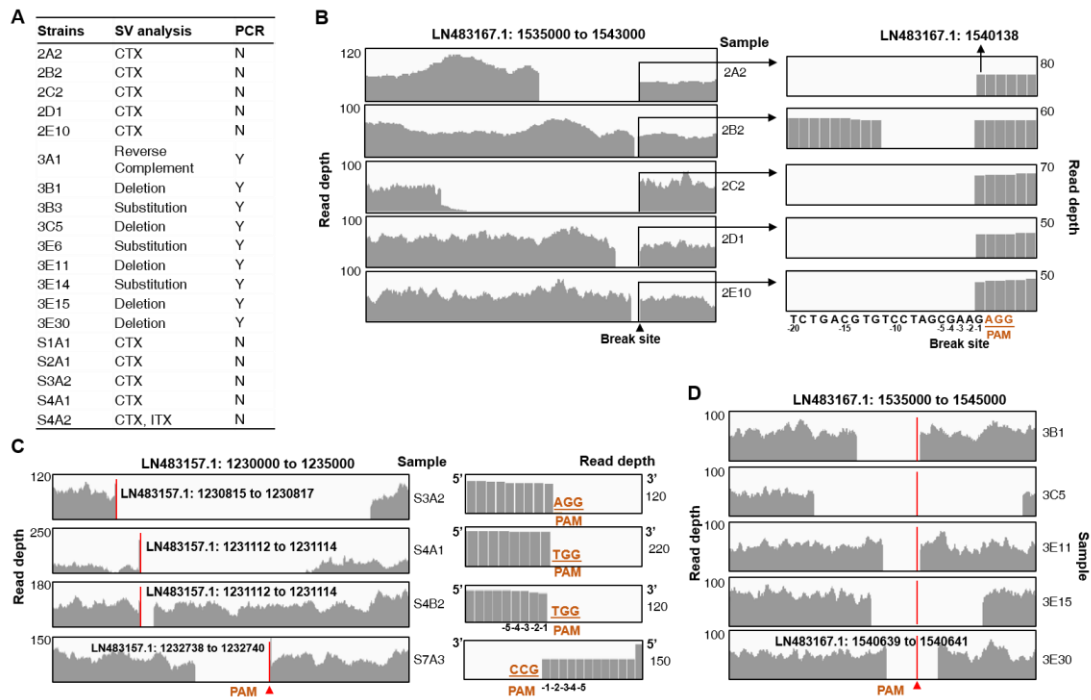 A
Strains SV analysis PCR
2A2 CTX N
2B2 CTX N
2C2 CTX N
2D1 CTX N
2E10 CTX N
3A1 Reverse Complement Y
3B1 Deletion Y
3B3 Substitution Y
3C5 Deletion Y
3E6 Substitution Y
3E11 Deletion Y
3E14 Substitution Y
3E15 Deletion Y
3E30 Deletion Y
S1A1 CTX N
S2A1 CTX N
S3A2 CTX N
S4A1 CTX N
S4A2 CTX, ITX N
B
LN483167.1: 1535000 to 1543000
Sample
LN483167.1: 1540138
120
2A2
80
100
2B2
60
100
2C2
70
100
2D1
50
100
2E10
50
Read depth
Read depth
Break site
TCTGACGTGTCCTAGCGAAGAGG
-20 -15 -10 -5-4 -3 -2-1
PAM
Break site
C
LN483157.1: 1230000 to 1235000
Sample
Read depth
120
LN483157.1: 1230815 to 1230817
S3A2
5’ 3’
AGG
PAM
120
250
LN483157.1: 1231112 to 1231114
S4A1
5’ 3’
TGG
PAM
220
180
LN483157.1: 1231112 to 1231114
S4B2
5’ 3’
TGG
PAM
-5-4-3-2-1
120
150
LN483157.1: 1232738 to 1232740
S7A3
3’ 5’
CCG
PAM
-1-2-3-4-5
150
Read depth
PAM
D
LN483167.1: 1535000 to 1545000
100
3B1
100
3C5
100
3E11
100
3E15
100
LN483167.1: 1540639 to 1540641
3E30
Read depth
Sample
PAM